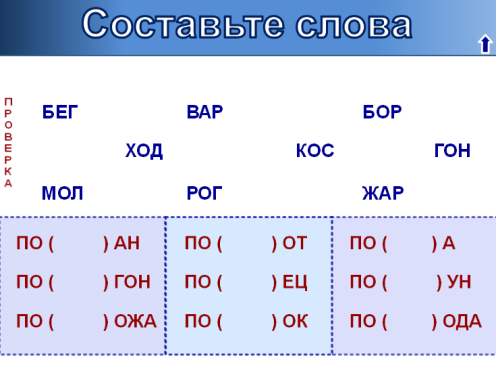 Составьте слова
ПРОВЕРКА
БЕГ ВАР БОР
ХОД КОС ГОН
МОЛ РОГ ЖАР
ПО ( ) АН ПО ( ) ОТ ПО ( ) А
ПО ( ) ГОН ПО ( ) ЕЦ ПО ( ) УН
ПО ( ) ОЖА ПО ( ) ОК ПО ( ) ОДА